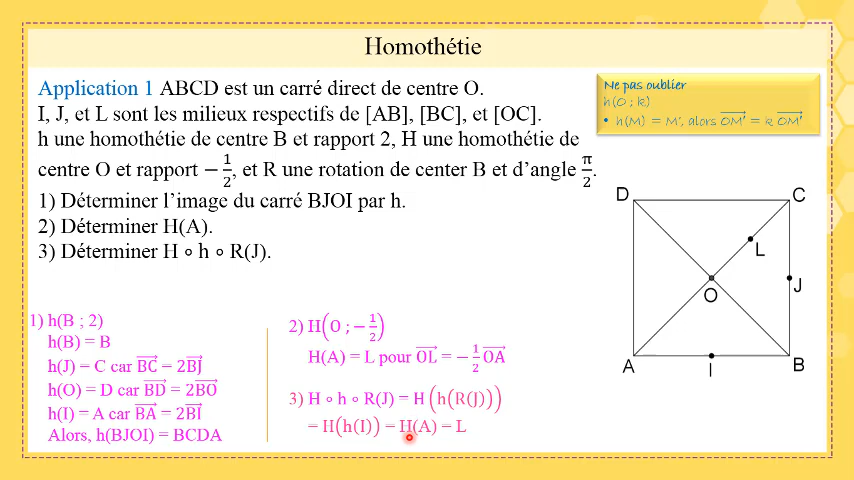 Homothétie
Application 1 ABCD est un carré direct de centre O.
I, J, et L sont les milieux respectifs de [AB], [BC], et [OC].
h une homothétie de centre B et rapport 2, H une homothétie de
centre O et rapport −1/2, et R une rotation de center B et d’angle π/2.
1) Déterminer l’image du carré BJOI par h.
2) Déterminer H(A).
3) Déterminer H ∘ h ∘ R(J).
Ne pas oublier
h(O ; k)
• h(M) = M', alors OM'⃗ = k OM'⃗
D
C
L
O
J
A
I
B
1) h(B ; 2)
h(B) = B
h(J) = C car BC⃗ = 2BJ⃗
h(O) = D car BD⃗ = 2BO⃗
h(I) = A car BA⃗ = 2BI⃗
Alors, h(BJOI) = BCDA
2) H(O ; −1/2)
H(A) = L pour OL⃗ = −1/2 OA⃗
3) H ∘ h ∘ R(J) = H(h(R(J)))
= H(h(I)) = H(A) = L